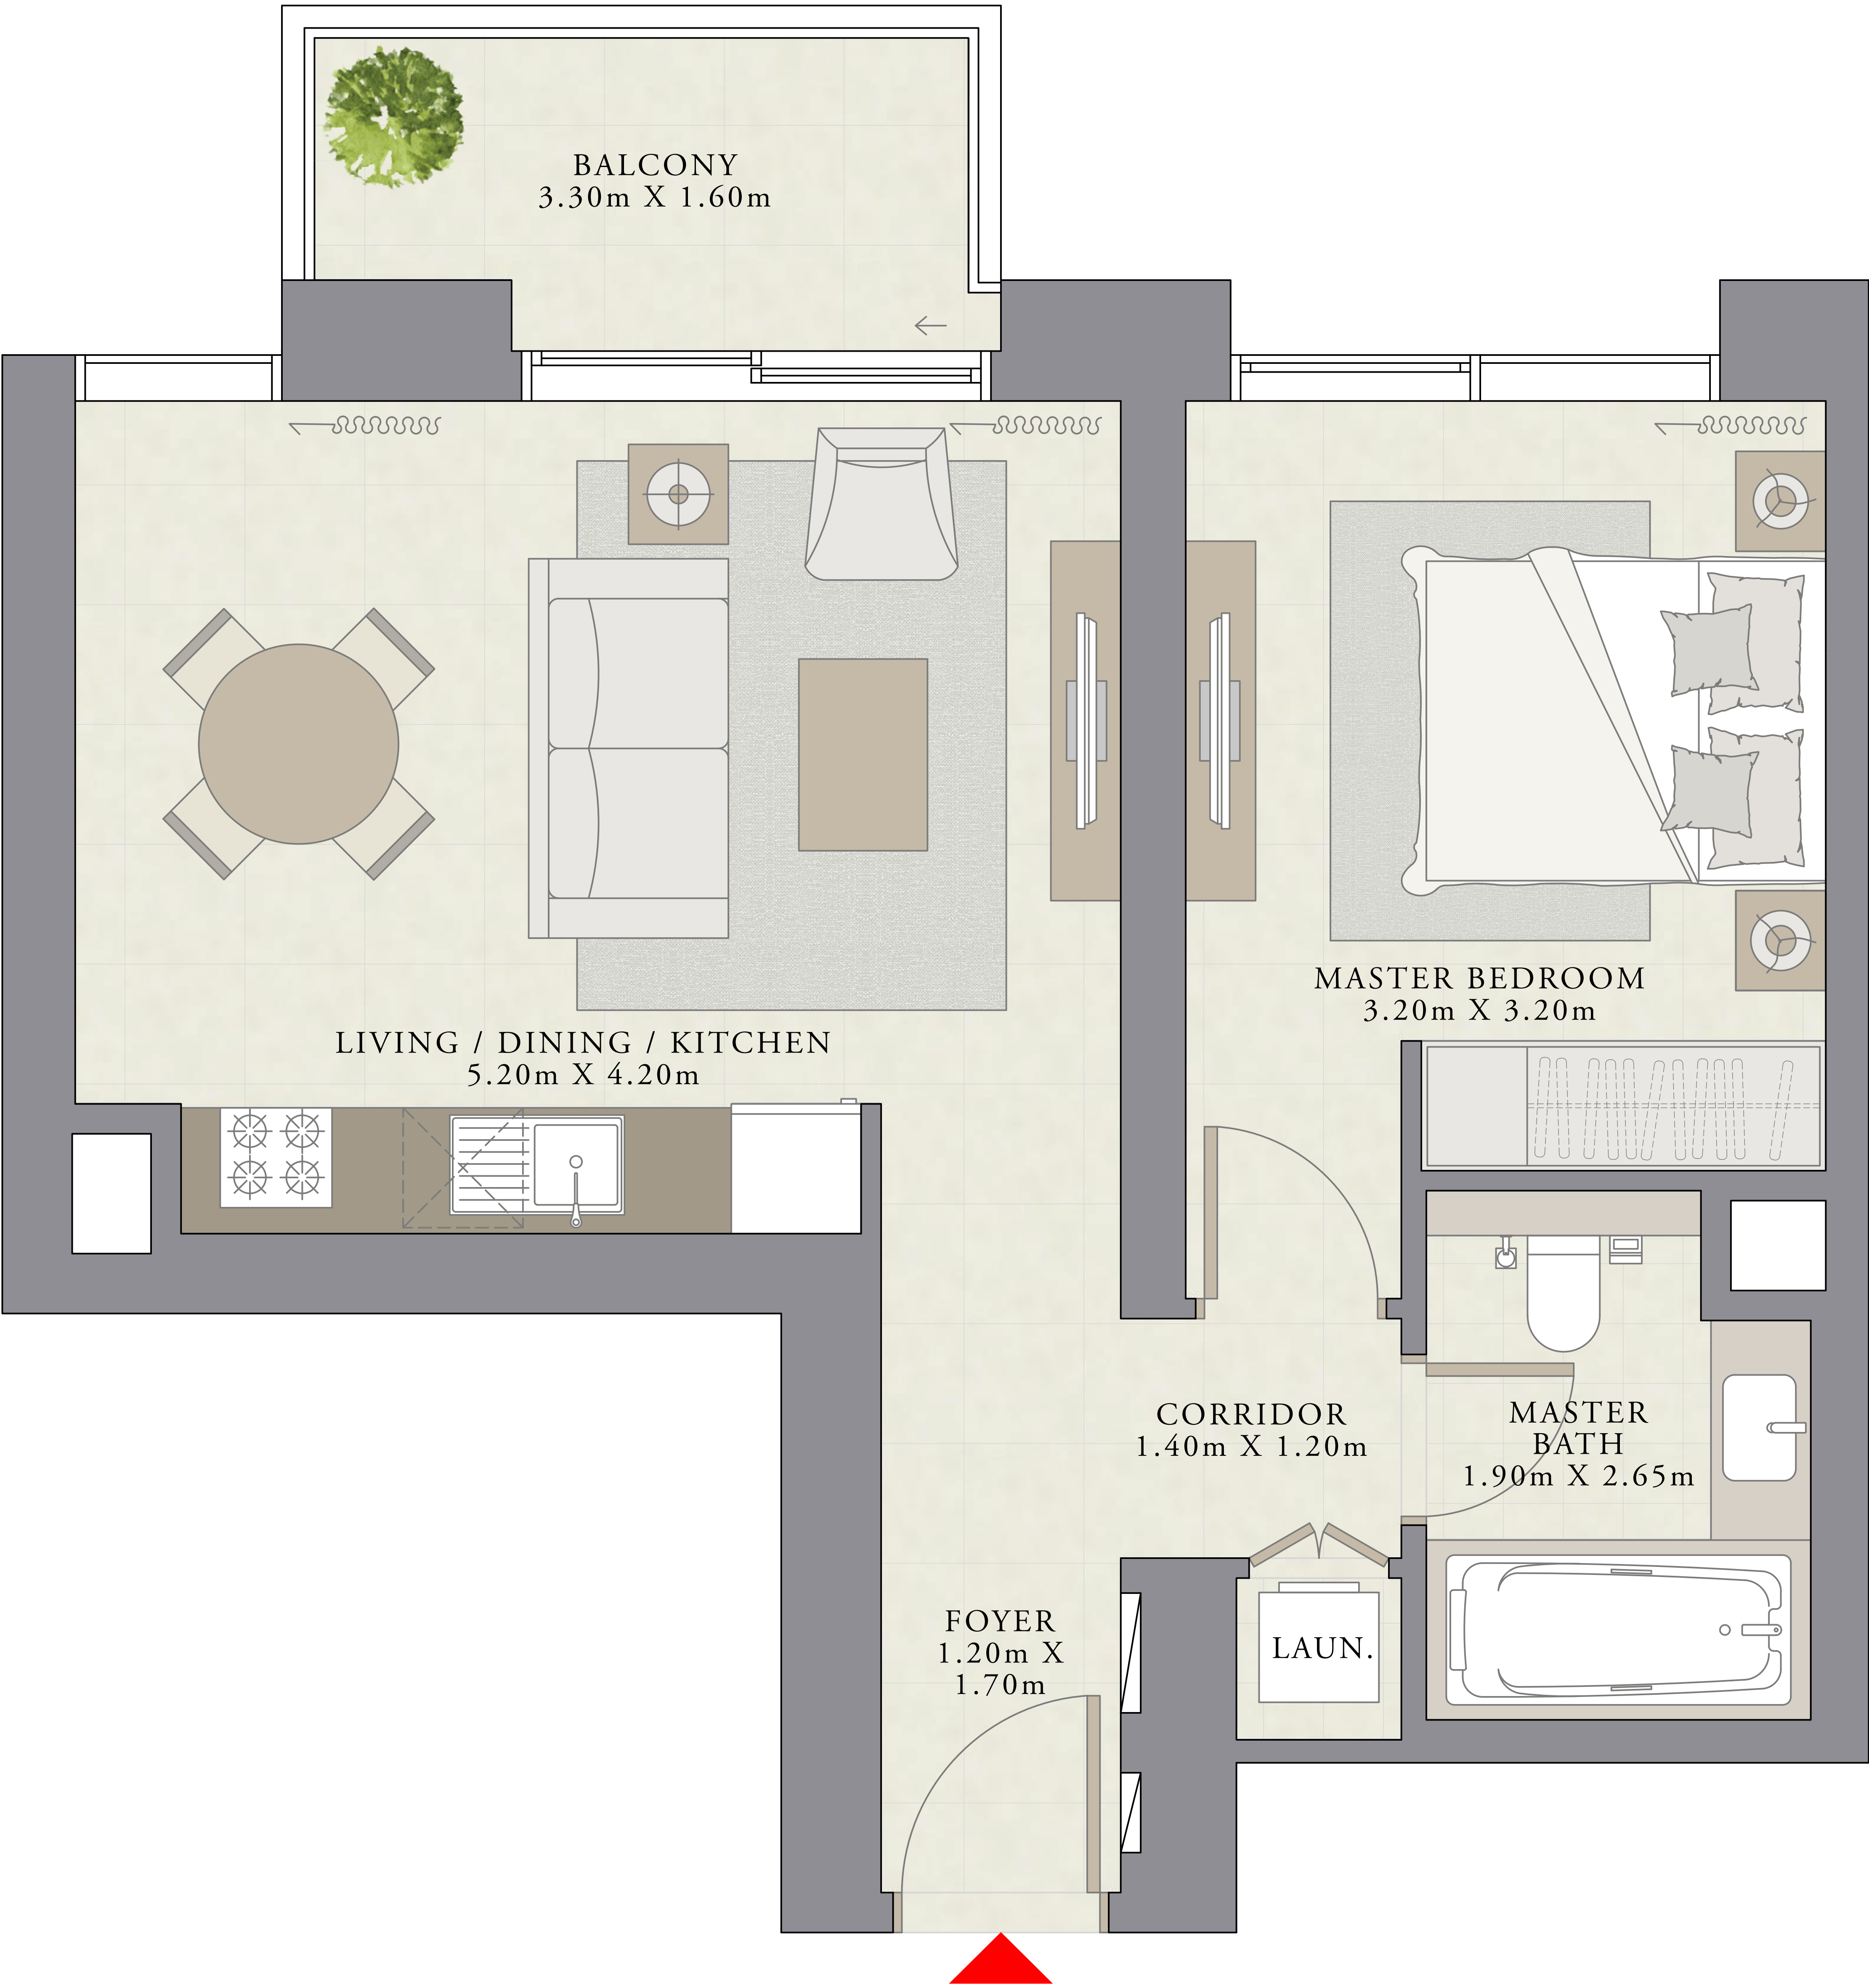 BALCONY
3.30m X 1.60m
MASTER BEDROOM
3.20m X 3.20m
LIVING / DINING / KITCHEN
5.20m X 4.20m
CORRIDOR
1.40m X 1.20m
MASTER
BATH
1.90m X 2.65m
FOYER
1.20m X
1.70m
LAUN.